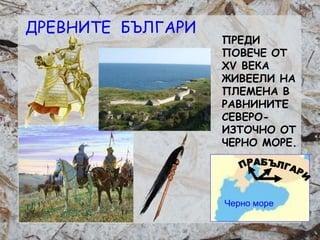 ДРЕВНИТЕ БЪЛГАРИ
ПРЕДИ
ПОВЕЧЕ ОТ
XV ВЕКА
ЖИВЕЕЛИ НА
ПЛЕМЕНА В
РАВНИНИТЕ
СЕВЕРО-
ИЗТОЧНО ОТ
ЧЕРНО МОРЕ.
ПРАБЪЛГАРИ
Черно море